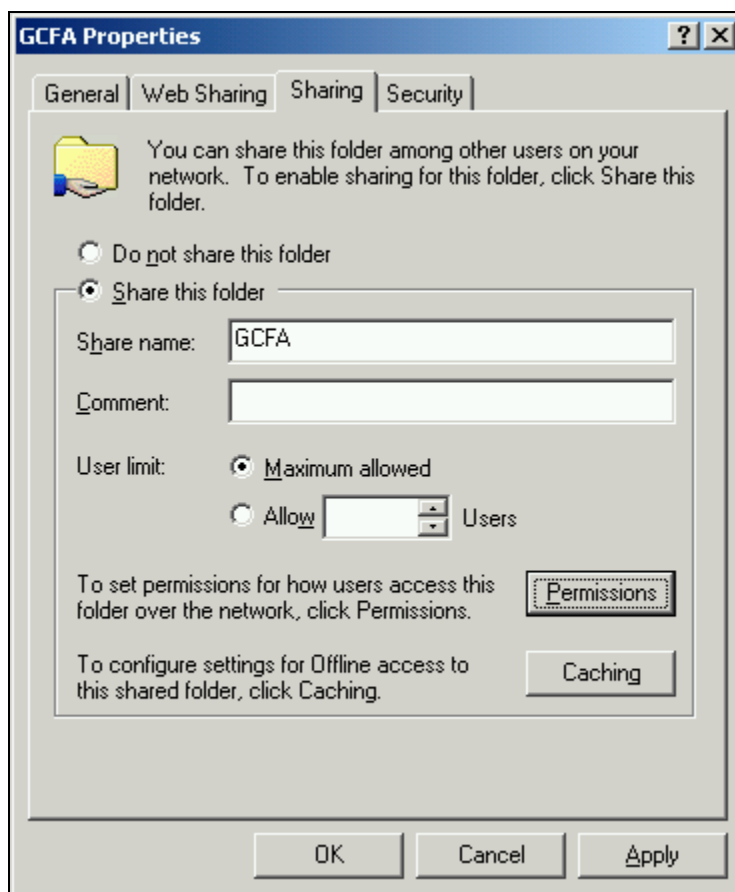 GCFA Properties
General Web Sharing Sharing Security
You can share this folder among other users on your
network. To enable sharing for this folder, click Share this
folder.
Do not share this folder
Share this folder
Share name: GCFA
Comment:
User limit: Maximum allowed
Allow Users
To set permissions for how users access this
folder over the network, click Permissions.
Permissions
To configure settings for Offline access to
this shared folder, click Caching.
Caching
OK Cancel Apply